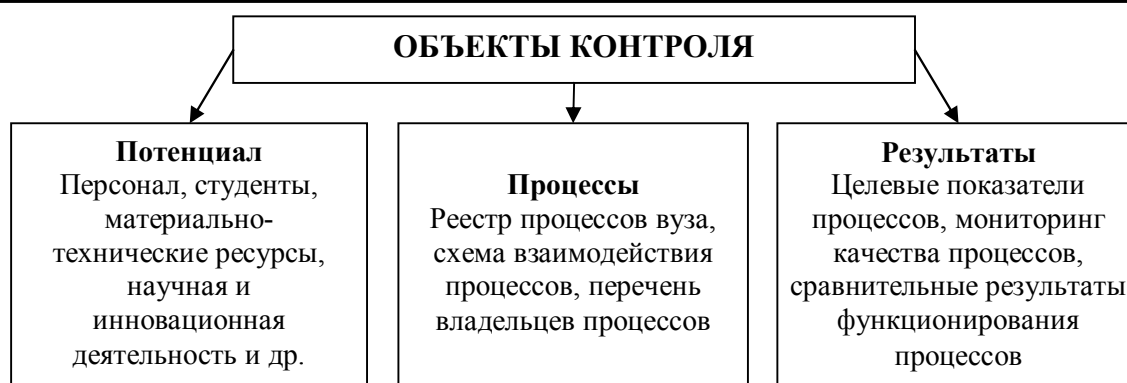 ОБЪЕКТЫ КОНТРОЛЯ
Потенциал
Персонал, студенты,
материально-
технические ресурсы,
научная и
инновационная
деятельность и др.
Процессы
Реестр процессов вуза,
схема взаимодействия
процессов, перечень
владельцев процессов
Результаты
Целевые показатели
процессов, мониторинг
качества процессов,
сравнительные результаты
функционирования
процессов